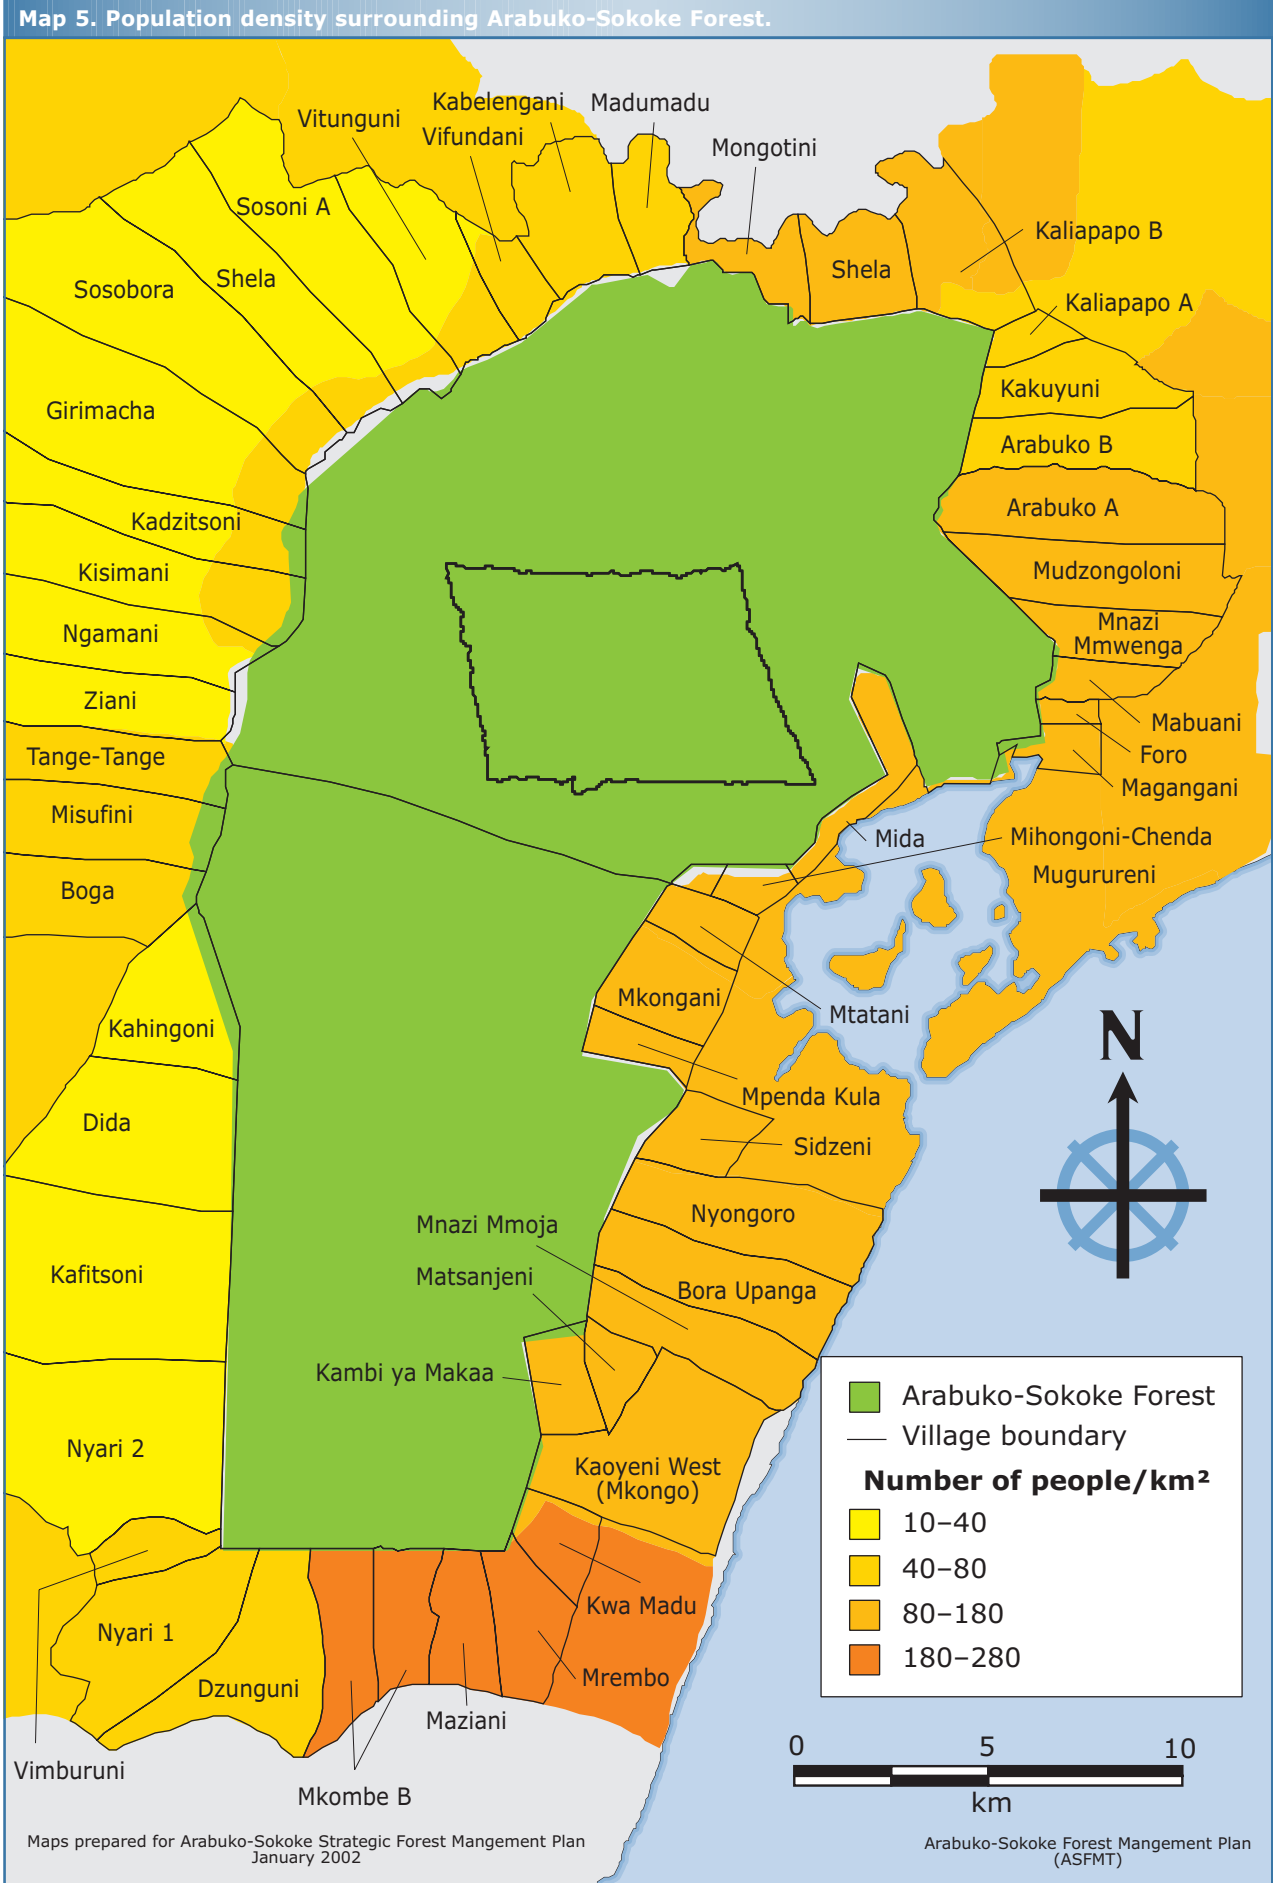 Map 5. Population density surrounding Arabuko-Sokoke Forest.
Kabelengani
Madumadu
Vitunguni
Vifundani
Mongotini
Sosoni A
Kaliapapo B
Shela
Shela
Sosobora
Kaliapapo A
Kakuyuni
Girimacha
Arabuko B
Arabuko A
Kadzitsoni
Kisimani
Mudzongoloni
Ngamani
Mnazi
Mmwenga
Ziani
Mabuani
Tange-Tange
Foro
Magangani
Misufini
Mida
Mihongoni-Chenda
Mugurureni
Boga
Mkongani
Mtatani
Kahingoni
N
Mpenda Kula
Dida
Sidzeni
Nyongoro
Mnazi Mmoja
Matsanjeni
Kafitsoni
Bora Upanga
Kambi ya Makaa
Nyari 2
Kaoyeni West
(Mkongo)
Arabuko-Sokoke Forest
Village boundary
Number of people/km²
10–40
40–80
80–180
180–280
Kwa Madu
Nyari 1
Mrembo
Dzunguni
Maziani
Vimburuni
Mkombe B
0 5 10
km
Maps prepared for Arabuko-Sokoke Strategic Forest Mangement Plan
January 2002
Arabuko-Sokoke Forest Mangement Plan
(ASFMT)